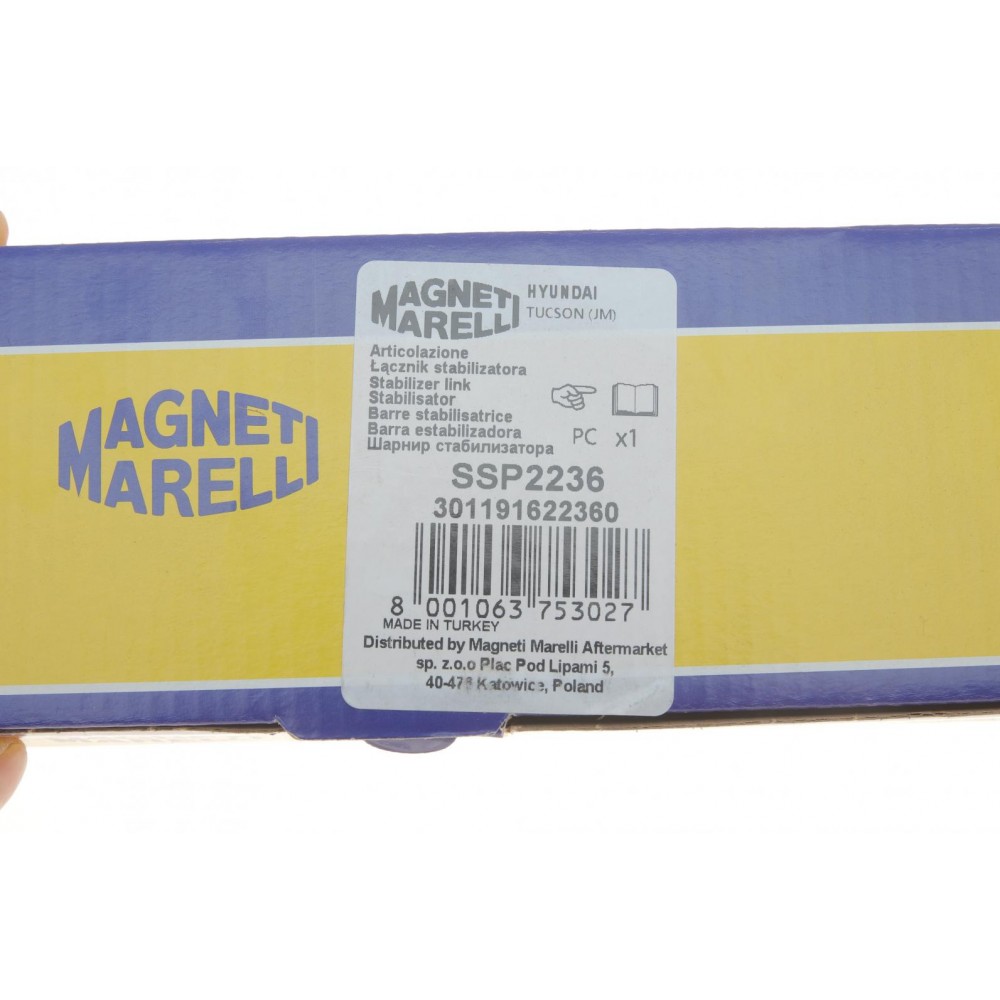 MAGNETI
MARELLI
MAGNETI
MARELLI
HYUNDAI
TUCSON (JM)
Articolazione
Łącznik stabilizatora
Stabilizer link
Stabilisator
Barre stabilisatrice
Barra estabilizadora
Шарнир стабилизатора
PC x1
SSP2236
301191622360
8 001063 753027
MADE IN TURKEY
Distributed by Magneti Marelli Aftermarket
sp. z.o.o Plac Pod Lipami 5,
40-476 Katowice, Poland